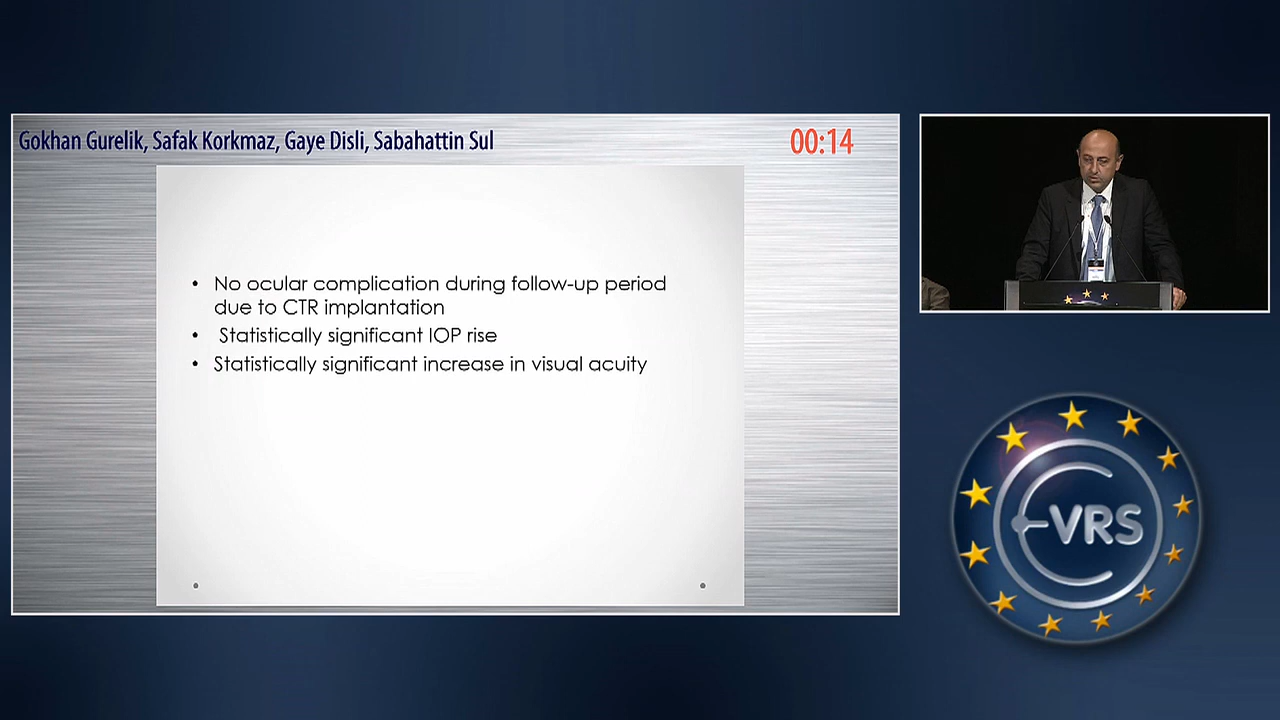 Gokhan Gurelik, Safak Korkmaz, Gaye Disli, Sabahattin Sul
00:14
• No ocular complication during follow-up period
due to CTR implantation
• Statistically significant IOP rise
• Statistically significant increase in visual acuity
E-VRS